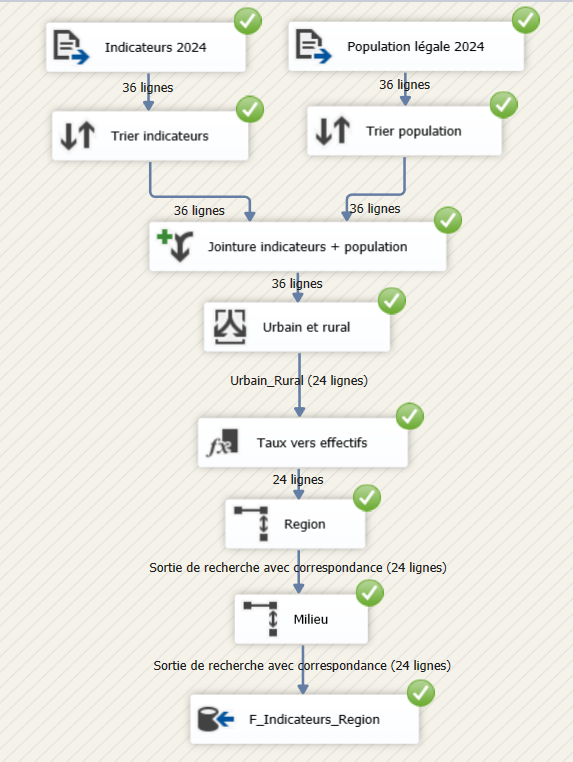 Indicateurs 2024
Population légale 2024
36 lignes
36 lignes
Trier indicateurs
Trier population
36 lignes
36 lignes
Jointure indicateurs + population
36 lignes
Urbain et rural
Urbain_Rural (24 lignes)
fx
Taux vers effectifs
24 lignes
Region
Sortie de recherche avec correspondance (24 lignes)
Milieu
Sortie de recherche avec correspondance (24 lignes)
F_Indicateurs_Region